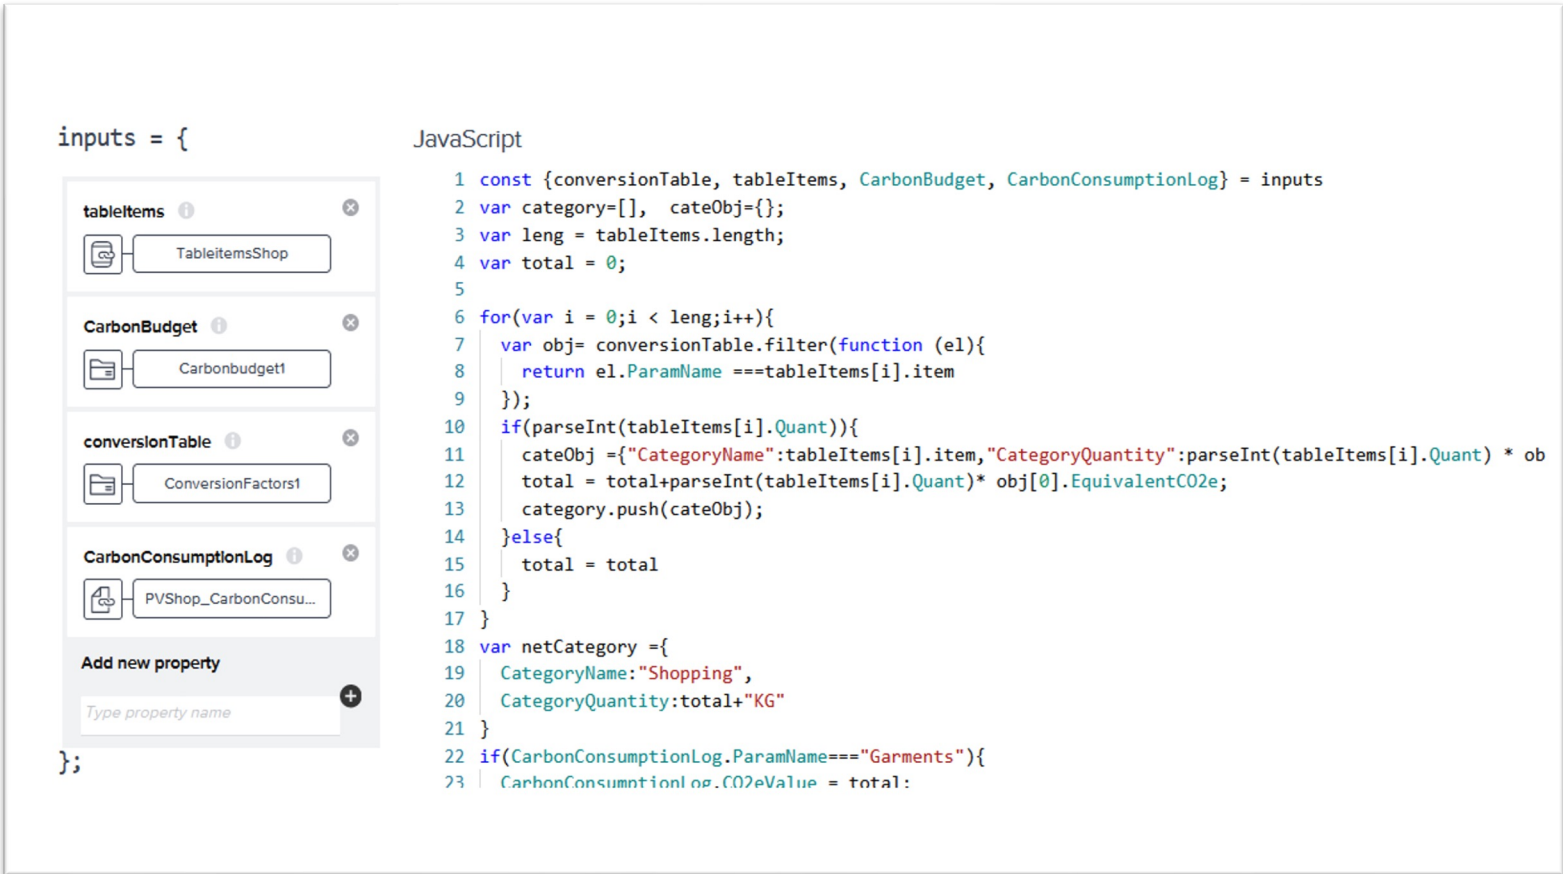 inputs = {
tableItems
TableitemsShop
CarbonBudget
Carbonbudget1
conversionTable
ConversionFactors1
CarbonConsumptionLog
PVShop_CarbonConsu...
Add new property
Type property name
};
JavaScript
1 const {conversionTable, tableItems, CarbonBudget, CarbonConsumptionLog} = inputs
2 var category=[], cateObj={};
3 var leng = tableItems.length;
4 var total = 0;
5
6 for(var i = 0;i < leng;i++){
7 var obj= conversionTable.filter(function (el){
8 return el.ParamName ===tableItems[i].item
9 });
10 if(parseInt(tableItems[i].Quant)){
11 cateObj ={"CategoryName":tableItems[i].item,"CategoryQuantity":parseInt(tableItems[i].Quant) * ob
12 total = total+parseInt(tableItems[i].Quant)* obj[0].EquivalentCO2e;
13 category.push(cateObj);
14 }else{
15 total = total
16 }
17 }
18 var netCategory ={
19 CategoryName:"Shopping",
20 CategoryQuantity:total+"KG"
21 }
22 if(CarbonConsumptionLog.ParamName==="Garments"){
23 CarbonConsumptionLog.CO2eValue = total;